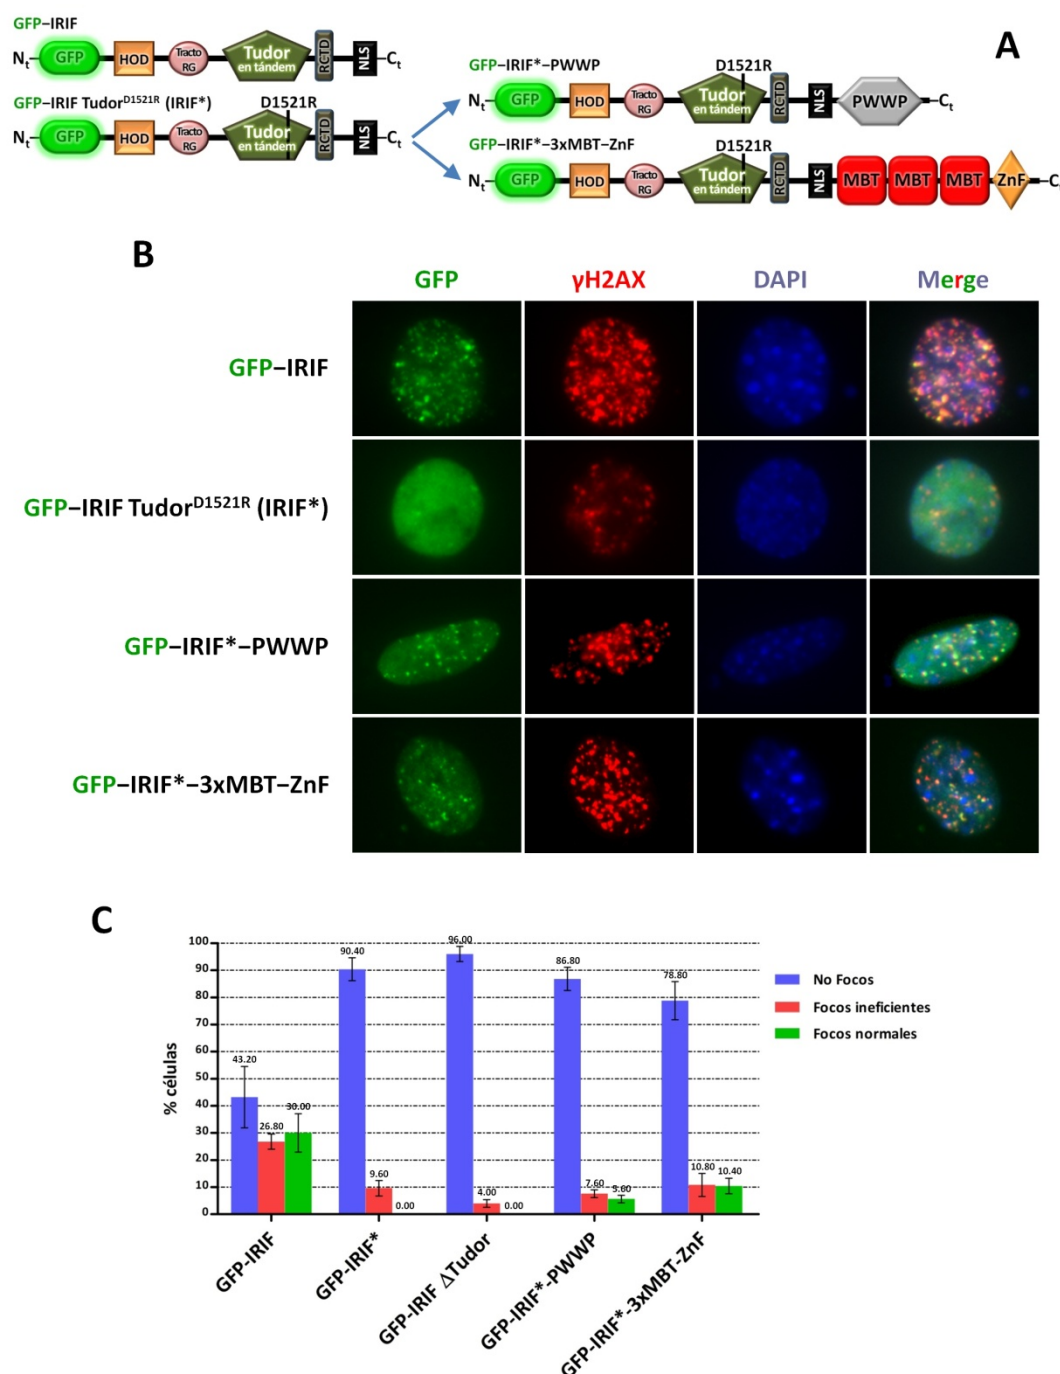 A
GFP–IRIF
Nt– GFP HOD Tracto RG Tudor en tándem RCTD NLS –Ct
GFP–IRIF TudorD1521R (IRIF*)
D1521R
Nt– GFP HOD Tracto RG Tudor en tándem RCTD NLS –Ct
GFP–IRIF*–PWWP
D1521R
Nt– GFP HOD Tracto RG Tudor en tándem RCTD NLS PWWP –Ct
GFP–IRIF*–3xMBT–ZnF
D1521R
Nt– GFP HOD Tracto RG Tudor en tándem RCTD NLS MBT MBT MBT ZnF –C
B
GFP γH2AX DAPI Merge
GFP–IRIF
GFP–IRIF TudorD1521R (IRIF*)
GFP–IRIF*–PWWP
GFP–IRIF*–3xMBT–ZnF
C
% células
100
90
80
70
60
50
40
30
20
10
0
43.20 26.80 30.00
90.40 9.60 0.00
96.00 4.00 0.00
86.80 7.60 5.60
78.80 10.80 10.40
GFP-IRIF
GFP-IRIF*
GFP-IRIF ΔTudor
GFP-IRIF*-PWWP
GFP-IRIF*-3xMBT-ZnF
No Focos
Focos ineficientes
Focos normales